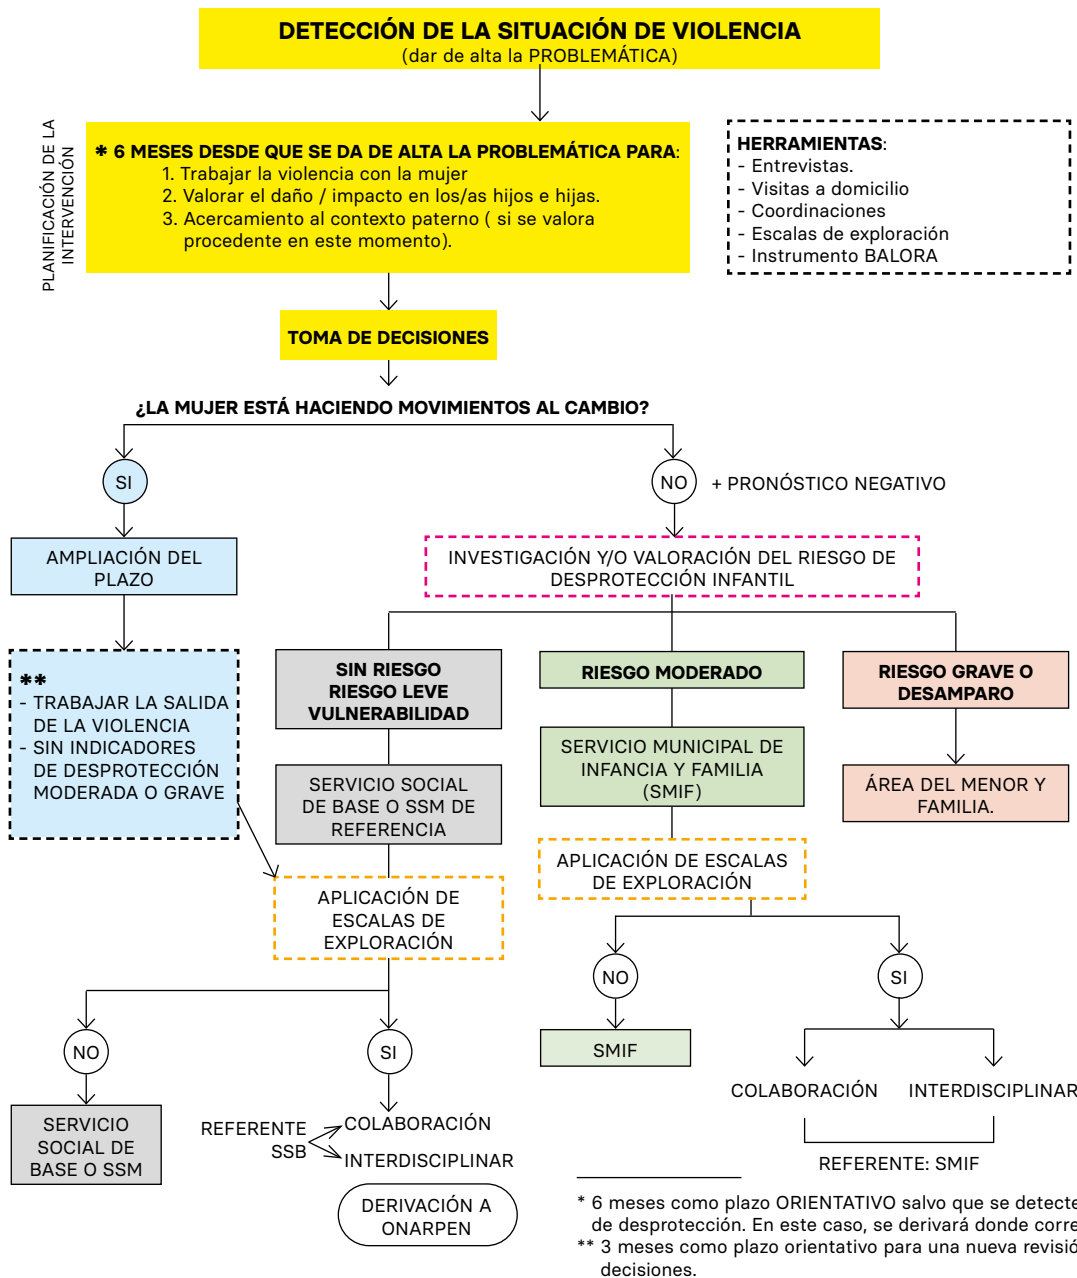 DETECCIÓN DE LA SITUACIÓN DE VIOLENCIA
(dar de alta la PROBLEMÁTICA)
PLANIFICACIÓN DE LA
INTERVENCIÓN
* 6 MESES DESDE QUE SE DA DE ALTA LA PROBLEMÁTICA PARA:
1. Trabajar la violencia con la mujer
2. Valorar el daño / impacto en los/as hijos e hijas.
3. Acercamiento al contexto paterno ( si se valora
procedente en este momento).
HERRAMIENTAS:
- Entrevistas.
- Visitas a domicilio
- Coordinaciones
- Escalas de exploración
- Instrumento BALORA
TOMA DE DECISIONES
¿LA MUJER ESTÁ HACIENDO MOVIMIENTOS AL CAMBIO?
SI
NO
+ PRONÓSTICO NEGATIVO
AMPLIACIÓN DEL
PLAZO
INVESTIGACIÓN Y/O VALORACIÓN DEL RIESGO DE
DESPROTECCIÓN INFANTIL
**
- TRABAJAR LA SALIDA
DE LA VIOLENCIA
- SIN INDICADORES
DE DESPROTECCIÓN
MODERADA O GRAVE
SIN RIESGO
RIESGO LEVE
VULNERABILIDAD
RIESGO MODERADO
RIESGO GRAVE O
DESAMPARO
SERVICIO SOCIAL
DE BASE O SSM DE
REFERENCIA
SERVICIO MUNICIPAL DE
INFANCIA Y FAMILIA
(SMIF)
ÁREA DEL MENOR Y
FAMILIA.
APLICACIÓN DE
ESCALAS DE
EXPLORACIÓN
APLICACIÓN DE ESCALAS
DE EXPLORACIÓN
NO
SI
NO
SI
SERVICIO
SOCIAL DE
BASE O SSM
REFERENTE
SSB
COLABORACIÓN
INTERDISCIPLINAR
DERIVACIÓN A
ONARPEN
SMIF
COLABORACIÓN
INTERDISCIPLINAR
REFERENTE: SMIF
* 6 meses como plazo ORIENTATIVO salvo que se detecte
de desprotección. En este caso, se derivará donde corre
** 3 meses como plazo orientativo para una nueva revisió
decisiones.